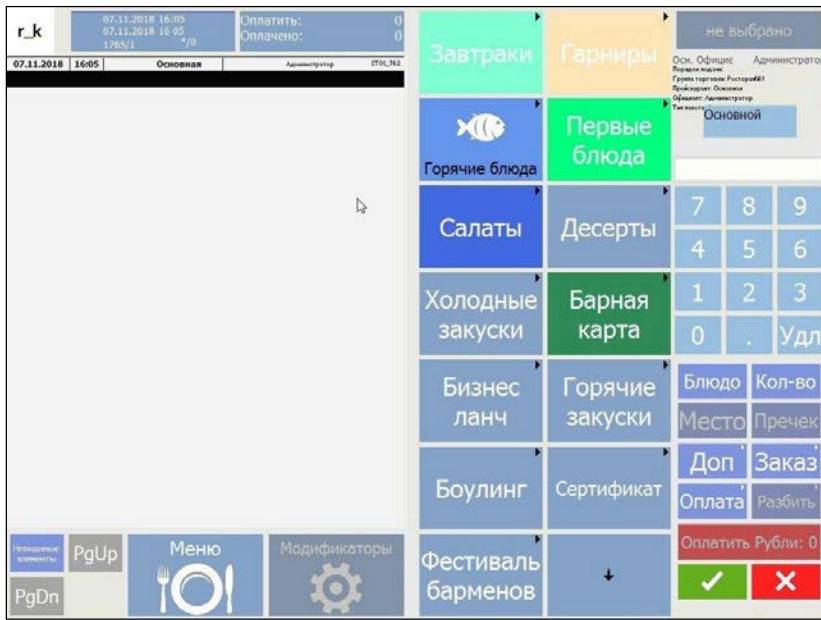 r_k
07.11.2018 16:05
07.11.2018 16 05
1765/1 */0
Оплатить: 0
Оплачено: 0
07.11.2018 16:05 Основная Администратор
Завтраки
Гарниры
Горячие блюда
Первые
блюда
Салаты
Десерты
Холодные
закуски
Барная
карта
Бизнес
ланч
Горячие
закуски
Боулинг
Сертификат
Фестиваль
барменов
не выбрано
Осн. Официс Администрато
Основной
7 8 9
4 5 6
1 2 3
0 . Удл
Блюдо Кол-во
Место Пречек
Доп Заказ
Оплата Разбить
Оплатить Рубли: 0
Невидимые
элементы
PgUp
PgDn
Меню
Модификаторы